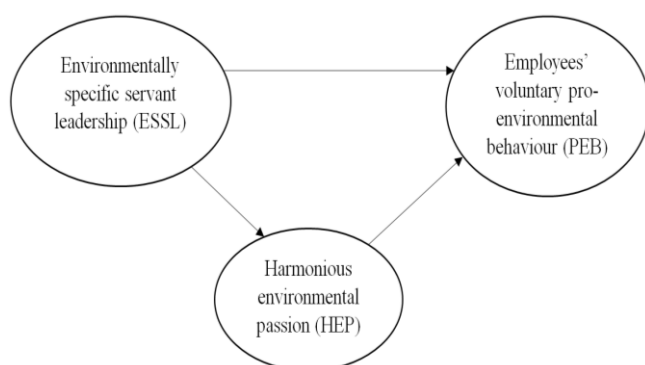 Environmentally
specific servant
leadership (ESSL)
Employees’
voluntary pro-
environmental
behaviour (PEB)
Harmonious
environmental
passion (HEP)